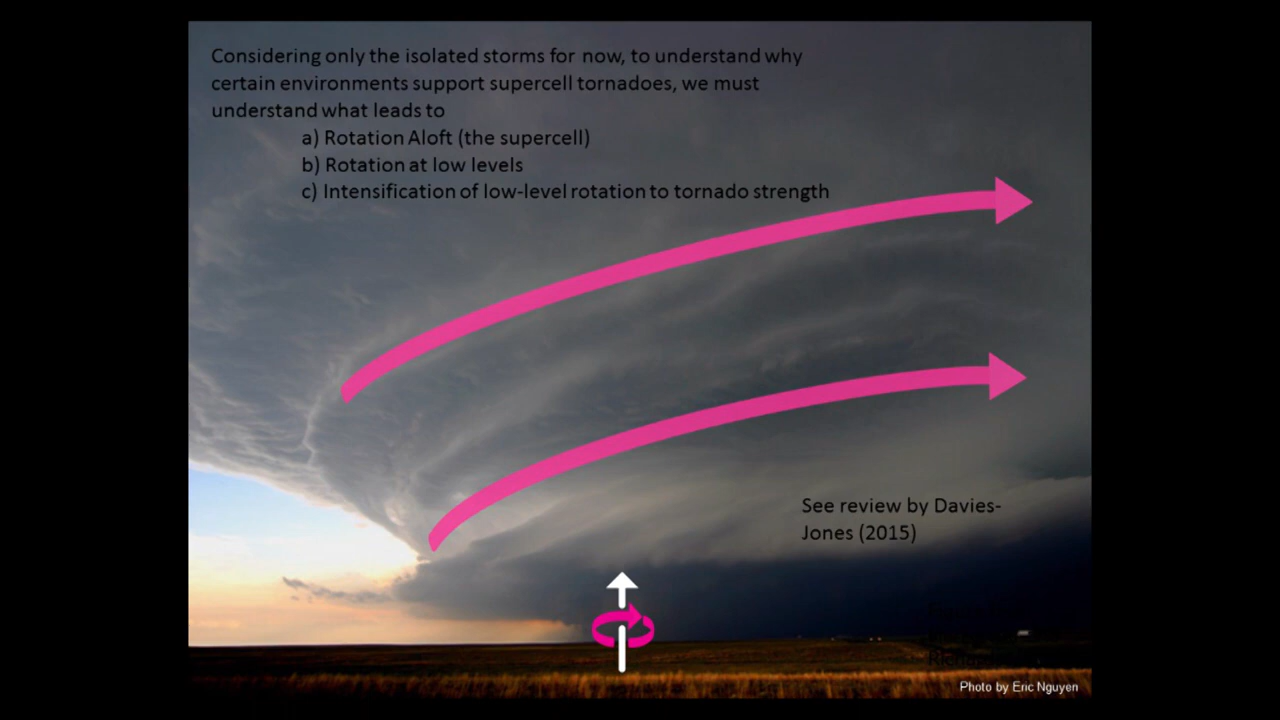 Considering only the isolated storms for now, to understand why
certain environments support supercell tornadoes, we must
understand what leads to
a) Rotation Aloft (the supercell)
b) Rotation at low levels
c) Intensification of low-level rotation to tornado strength
See review by Davies-
Jones (2015)
Photo by Eric Nguyen